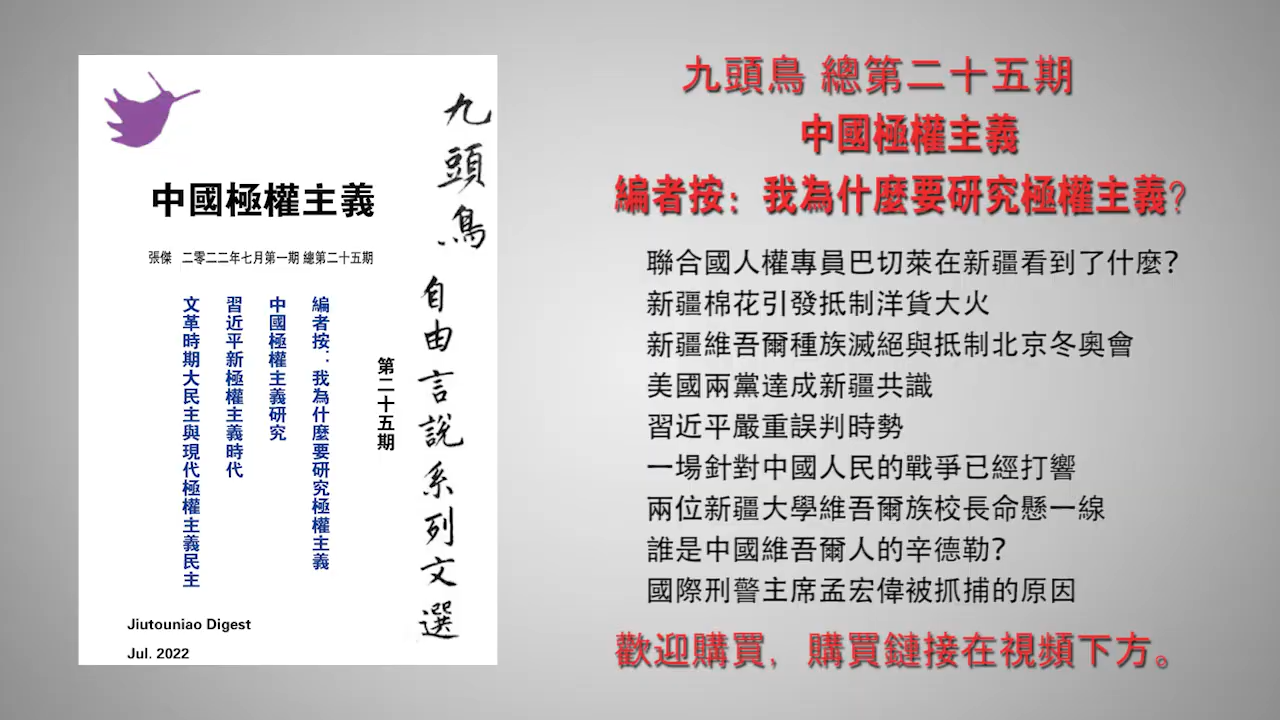 九頭鳥 自由言說系列文選
第二十五期
中國極權主義
張傑 二零二二年七月第一期 總第二十五期
編者按：我為什麼要研究極權主義
中國極權主義研究
習近平新極權主義時代
文革時期大民主與現代極權主義民主
Jiutouniao Digest
Jul. 2022
九頭鳥 總第二十五期
中國極權主義
編者按：我為什麼要研究極權主義？
聯合國人權專員巴切萊在新疆看到了什麼？
新疆棉花引發抵制洋貨大火
新疆維吾爾種族滅絕與抵制北京冬奧會
美國兩黨達成新疆共識
習近平嚴重誤判時勢
一場針對中國人民的戰爭已經打響
兩位新疆大學維吾爾族校長命懸一線
誰是中國維吾爾人的辛德勒？
國際刑警主席孟宏偉被抓捕的原因
歡迎購買，購買鏈接在視頻下方。